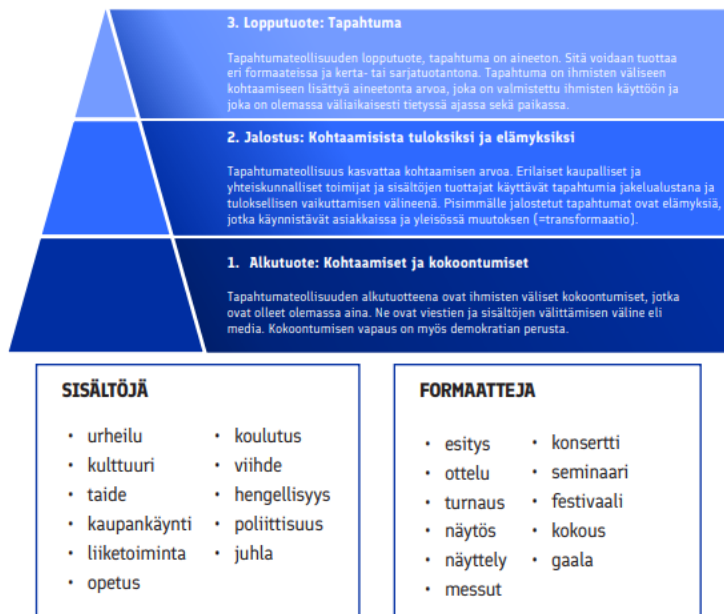 3. Lopputuote: Tapahtuma
Tapahtumateollisuuden lopputuote, tapahtuma on aineeton. Sitä voidaan tuottaa
eri formaateissa ja kerta- tai sarjatuotantona. Tapahtuma on ihmisten väliseen
kohtaamiseen lisättyä aineetonta arvoa, joka on valmistettu ihmisten käyttöön ja
joka on olemassa väliaikaisesti tietyssä ajassa sekä paikassa.
2. Jalostus: Kohtaamisista tuloksiksi ja elämyksiksi
Tapahtumateollisuus kasvattaa kohtaamisen arvoa. Erilaiset kaupalliset ja
yhteiskunnalliset toimijat ja sisältöjen tuottajat käyttävät tapahtumia jakelualustana ja
tuloksellisen vaikuttamisen välineenä. Pisimmälle jalostetut tapahtumat ovat elämyksiä,
jotka käynnistävät asiakkaissa ja yleisössä muutoksen (=transformaatio).
1. Alkutuote: Kohtaamiset ja kokoontumiset
Tapahtumateollisuuden alkutuotteena ovat ihmisten väliset kokoontumiset, jotka
ovat olleet olemassa aina. Ne ovat viestien ja sisältöjen välittämisen väline eli
media. Kokoontumisen vapaus on myös demokratian perusta.
SISÄLTÖJÄ
• urheilu
• kulttuuri
• taide
• kaupankäynti
• liiketoiminta
• opetus
• koulutus
• viihde
• hengellisyys
• poliittisuus
• juhla
FORMAATTEJA
• esitys
• ottelu
• turnaus
• näytös
• näyttely
• messut
• konsertti
• seminaari
• festivaali
• kokous
• gaala